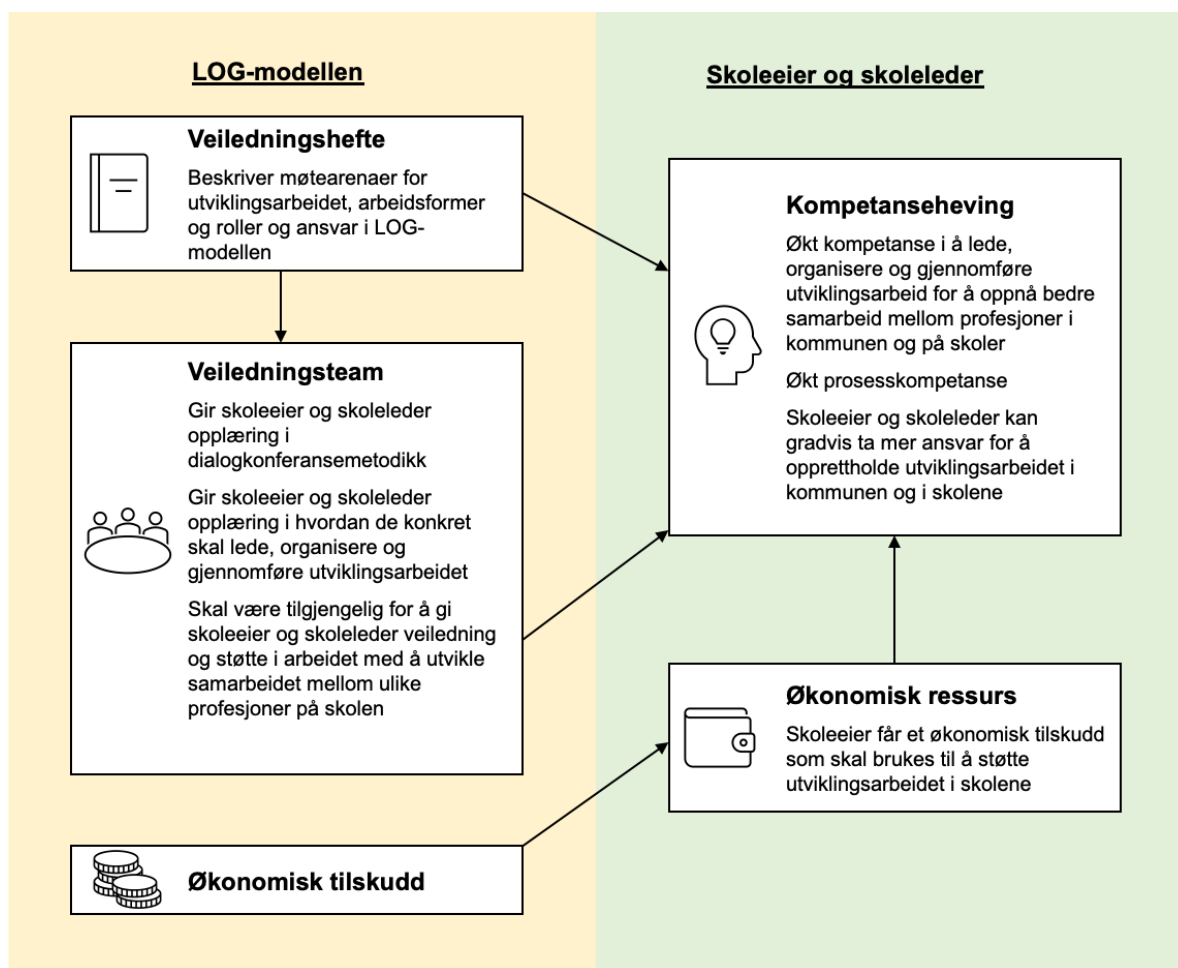 LOG-modellen
Veiledningshefte
Beskriver møtearenaer for
utviklingsarbeidet, arbeidsformer
og roller og ansvar i LOG-
modellen
Veiledningsteam
Gir skoleeier og skoleleder
opplæring i
dialogkonferansemetodikk
Gir skoleeier og skoleleder
opplæring i hvordan de konkret
skal lede, organisere og
gjennomføre utviklingsarbeidet
Skal være tilgjengelig for å gi
skoleeier og skoleleder veiledning
og støtte i arbeidet med å utvikle
samarbeidet mellom ulike
profesjoner på skolen
Økonomisk tilskudd
Skoleeier og skoleleder
Kompetanseheving
Økt kompetanse i å lede,
organisere og gjennomføre
utviklingsarbeid for å oppnå bedre
samarbeid mellom profesjoner i
kommunen og på skoler
Økt prosesskompetanse
Skoleeier og skoleleder kan
gradvis ta mer ansvar for å
opprettholde utviklingsarbeidet i
kommunen og i skolene
Økonomisk ressurs
Skoleeier får et økonomisk tilskudd
som skal brukes til å støtte
utviklingsarbeidet i skolene